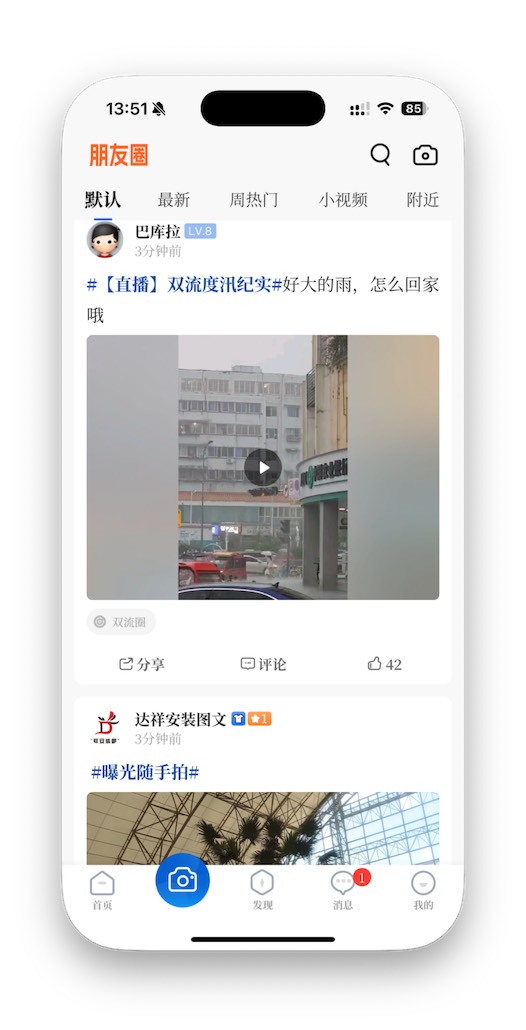 13:51
85
朋友圈
默认 最新 周热门 小视频 附近
巴库拉 LV.8
3分钟前
#【直播】双流度汛纪实#好大的雨，怎么回家
哦
双流圈
分享 评论 42
达祥安装图文 1
3分钟前
#曝光随手拍#
首页 发现 消息 1 我的